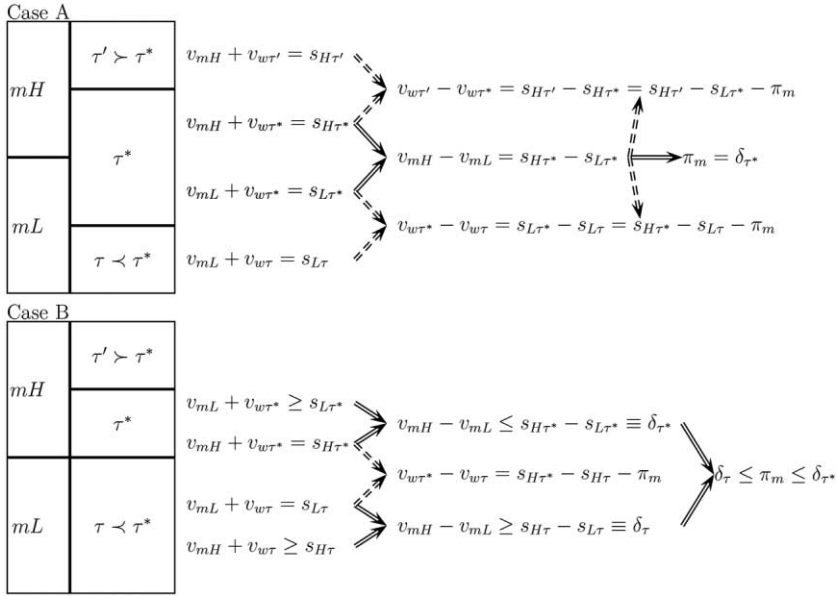 Case A
τ′ ≻ τ*
v_{mH} + v_{wτ′} = s_{Hτ′}
mH
v_{wτ′} − v_{wτ*} = s_{Hτ′} − s_{Hτ*} = s_{Hτ′} − s_{Lτ*} − π_m
v_{mH} + v_{wτ*} = s_{Hτ*}
τ*
v_{mH} − v_{mL} = s_{Hτ*} − s_{Lτ*}
π_m = δ_{τ*}
v_{mL} + v_{wτ*} = s_{Lτ*}
mL
v_{wτ*} − v_{wτ} = s_{Lτ*} − s_{Lτ} = s_{Hτ*} − s_{Lτ} − π_m
τ ≺ τ*
v_{mL} + v_{wτ} = s_{Lτ}
Case B
τ′ ≻ τ*
mH
v_{mL} + v_{wτ*} ≥ s_{Lτ*}
τ*
v_{mH} − v_{mL} ≤ s_{Hτ*} − s_{Lτ*} ≡ δ_{τ*}
v_{mH} + v_{wτ*} = s_{Hτ*}
v_{wτ*} − v_{wτ} = s_{Hτ*} − s_{Hτ} − π_m
δ_τ ≤ π_m ≤ δ_{τ*}
v_{mL} + v_{wτ} = s_{Lτ}
mL
τ ≺ τ*
v_{mH} − v_{mL} ≥ s_{Hτ} − s_{Lτ} ≡ δ_τ
v_{mH} + v_{wτ} ≥ s_{Hτ}